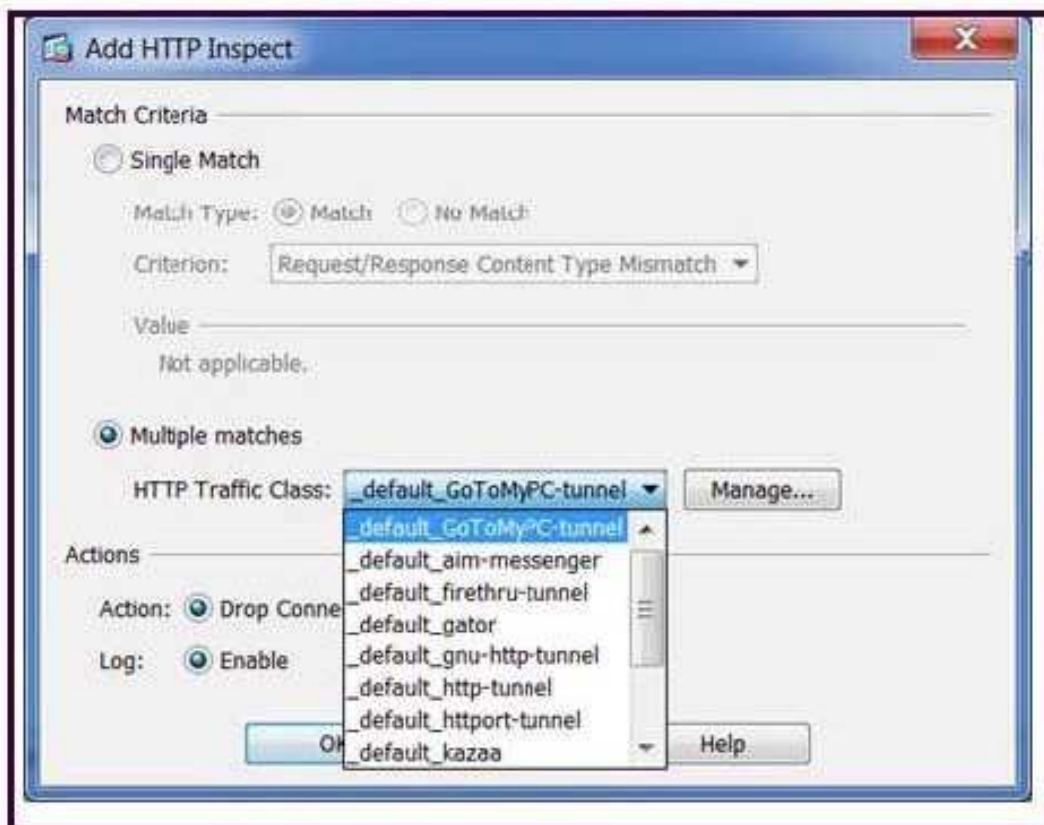 Add HTTP Inspect
Match Criteria
Single Match
Match Type: Match No Match
Criterion: Request/Response Content Type Mismatch
Value
Not applicable.
Multiple matches
HTTP Traffic Class: _default_GoToMyPC-tunnel Manage...
_default_GoToMyPC-tunnel
_default_aim-messenger
Actions
_default_firethru-tunnel
Action: Drop Conne
_default_gator
_default_gnu-http-tunnel
Log: Enable
_default_http-tunnel
_default_httport-tunnel
OK Help
_default_kazaa